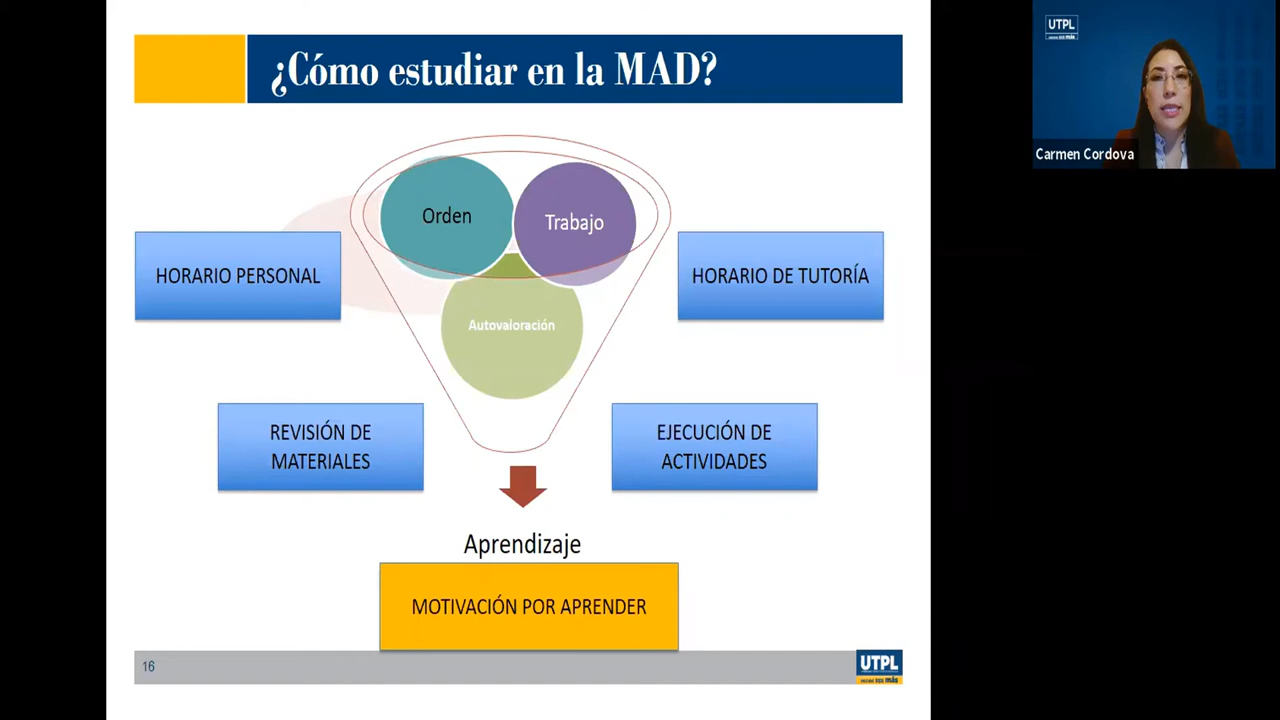 ¿Cómo estudiar en la MAD?
UTPL
Carmen Cordova
Orden
Trabajo
HORARIO PERSONAL
HORARIO DE TUTORÍA
Autovaloración
REVISIÓN DE
MATERIALES
EJECUCIÓN DE
ACTIVIDADES
Aprendizaje
MOTIVACIÓN POR APRENDER
16
UTPL